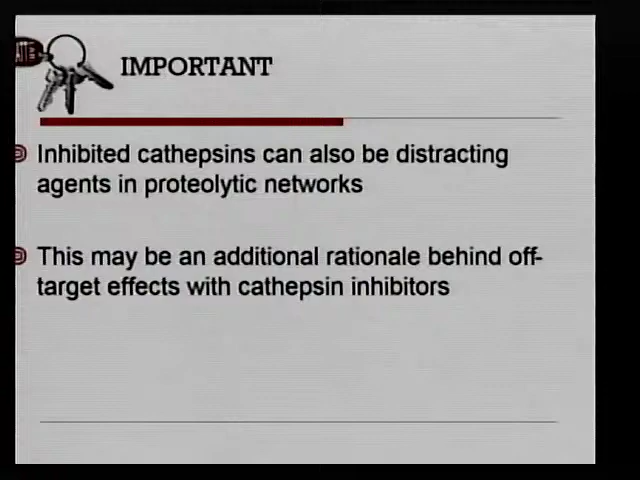 IMPORTANT
Inhibited cathepsins can also be distracting
agents in proteolytic networks
This may be an additional rationale behind off-
target effects with cathepsin inhibitors